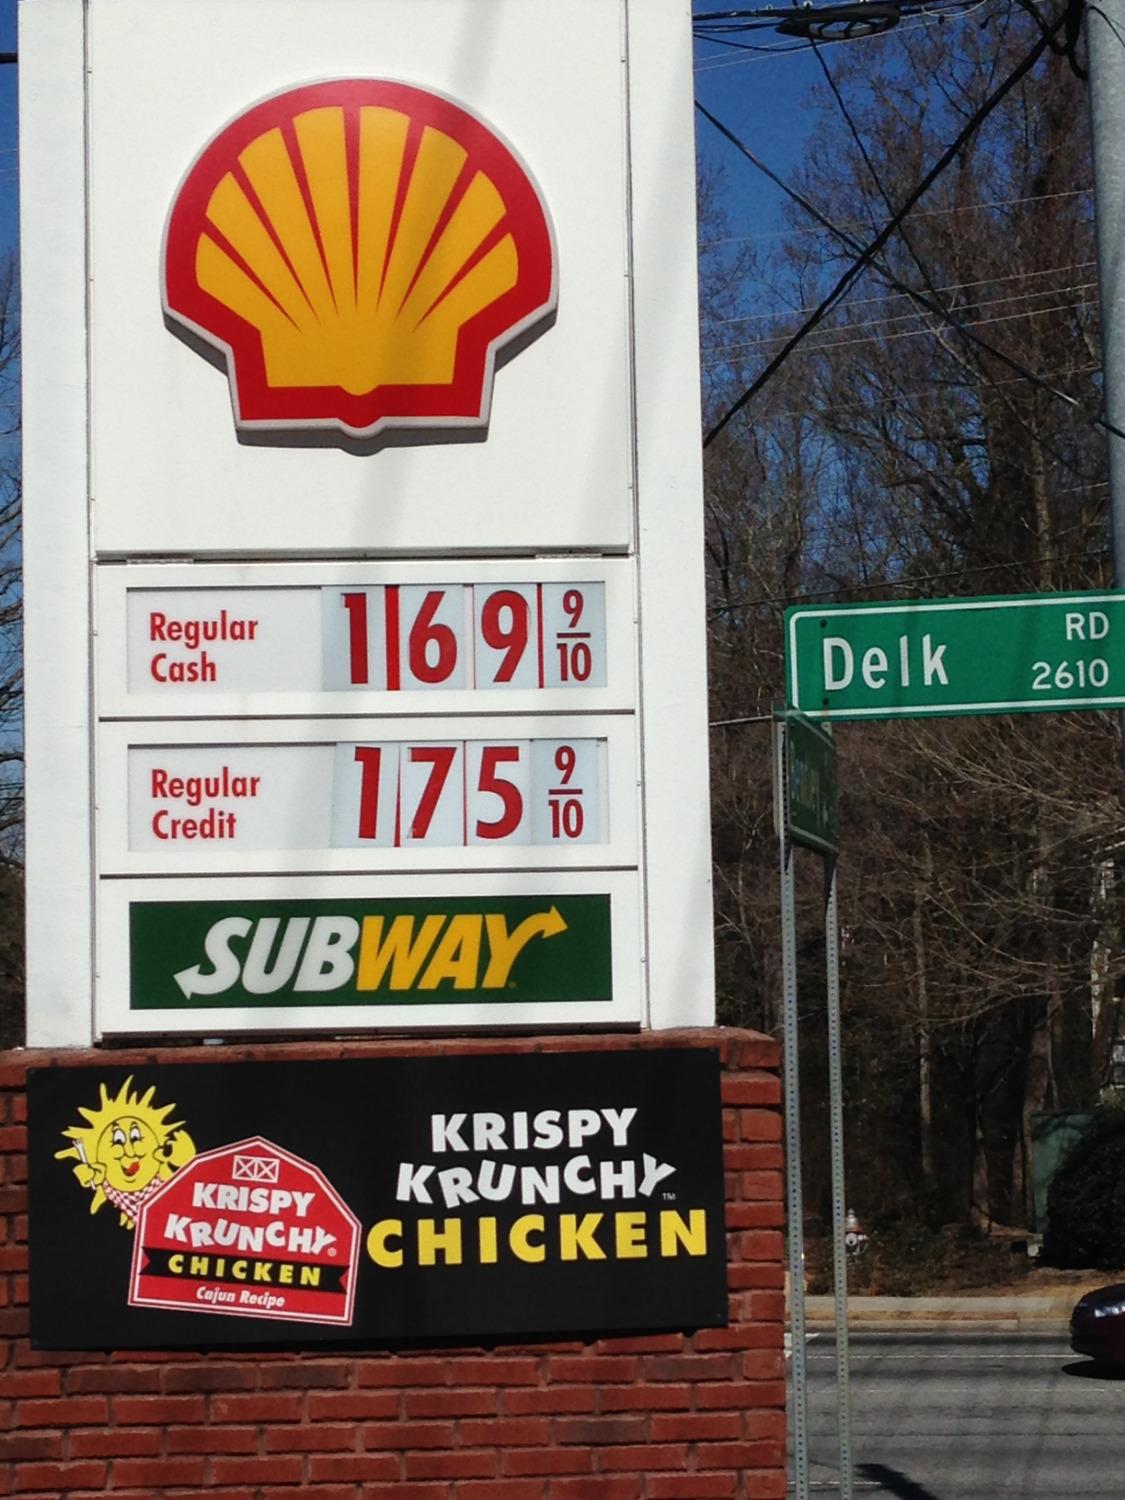 Regular
Cash
1 69 9/10
Regular
Credit
1 75 9/10
SUBWAY
KRISPY
KRUNCHY
CHICKEN
Cajun Recipe
KRISPY
KRUNCHY™
CHICKEN
Delk RD
2610